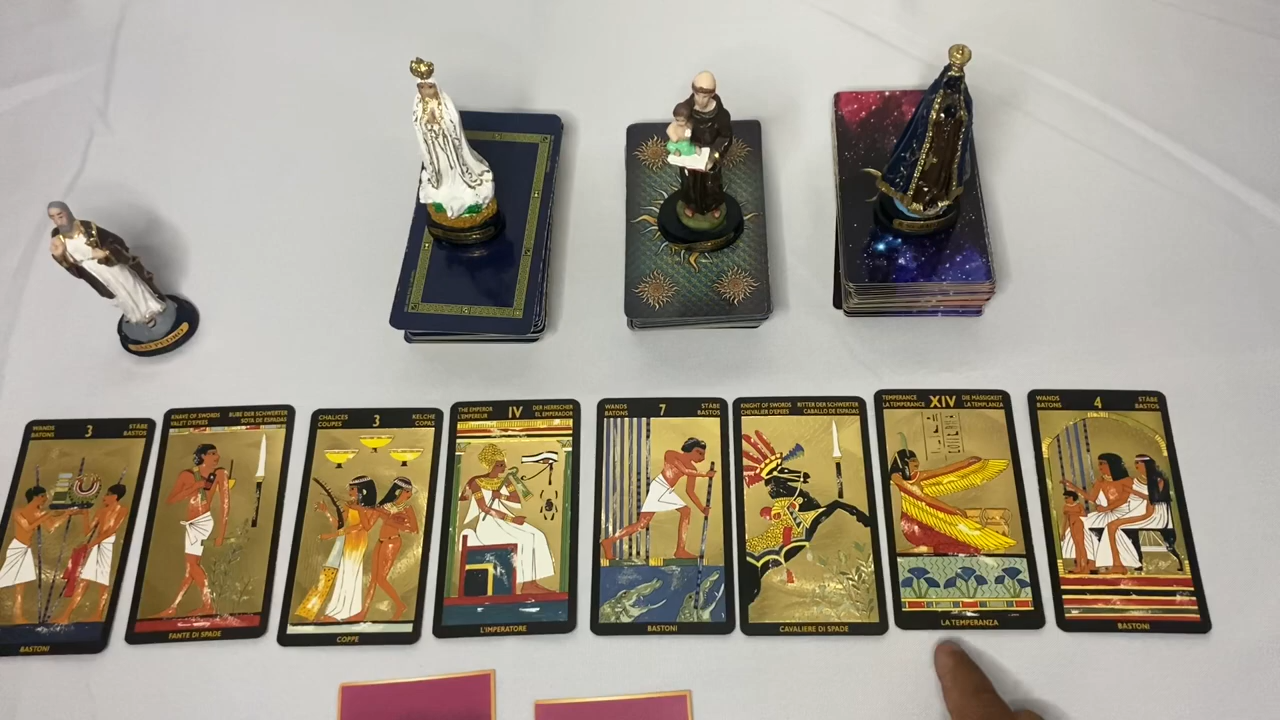 SAO PEDRO
WANDS
BATONS
3
STÄBE
BASTOS
BASTONI
KNAVE OF SWORDS
VALET D'EPEES
BUBE DER SCHWERTER
SOTA DE ESPADAS
FANTE DI SPADE
CHALICES
COUPES
3
KELCHE
COPAS
COPPE
THE EMPEROR
L'EMPEREUR
IV
DER HERRSCHER
EL EMPERADOR
L'IMPERATORE
WANDS
BATONS
7
STÄBE
BASTOS
BASTONI
KNIGHT OF SWORDS
CHEVALIER D'EPEES
RITTER DER SCHWERTER
CABALLO DE ESPADAS
CAVALIERE DI SPADE
TEMPERANCE
LA TEMPERANCE
XIV
DIE MÄSSIGKEIT
LA TEMPLANZA
LA TEMPERANZA
WANDS
BATONS
4
STÄBE
BASTOS
BASTONI